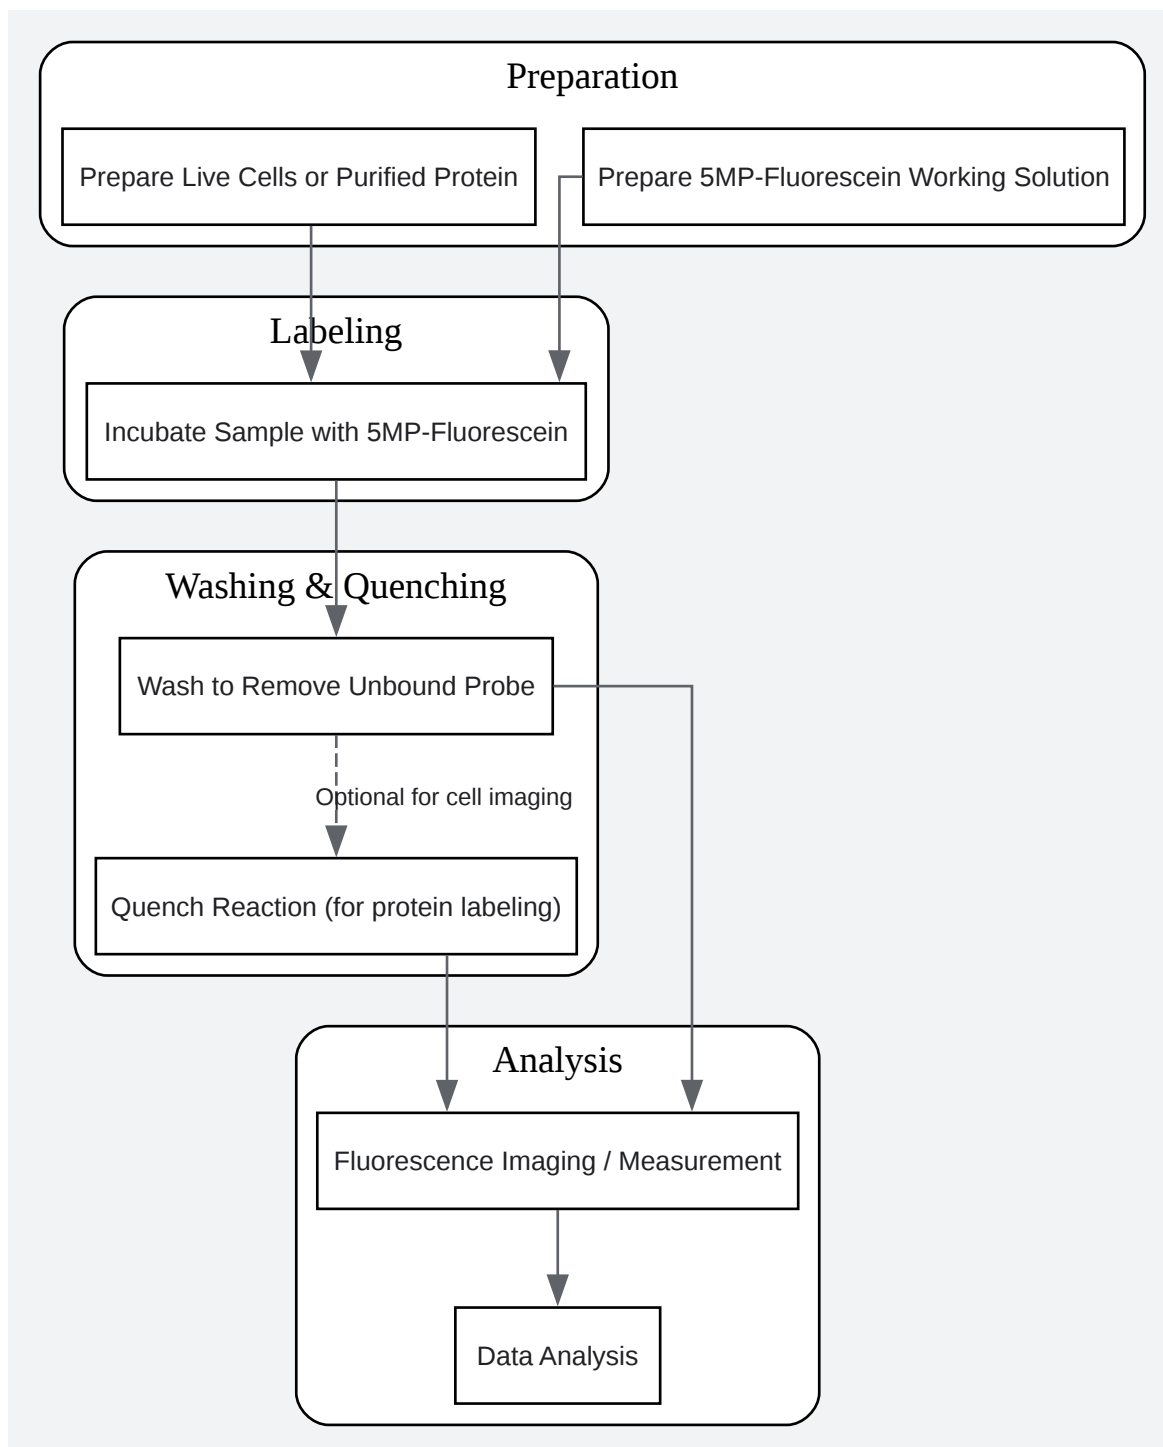 Preparation
Prepare Live Cells or Purified Protein
Prepare 5MP-Fluorescein Working Solution
Labeling
Incubate Sample with 5MP-Fluorescein
Washing & Quenching
Wash to Remove Unbound Probe
Optional for cell imaging
Quench Reaction (for protein labeling)
Analysis
Fluorescence Imaging / Measurement
Data Analysis